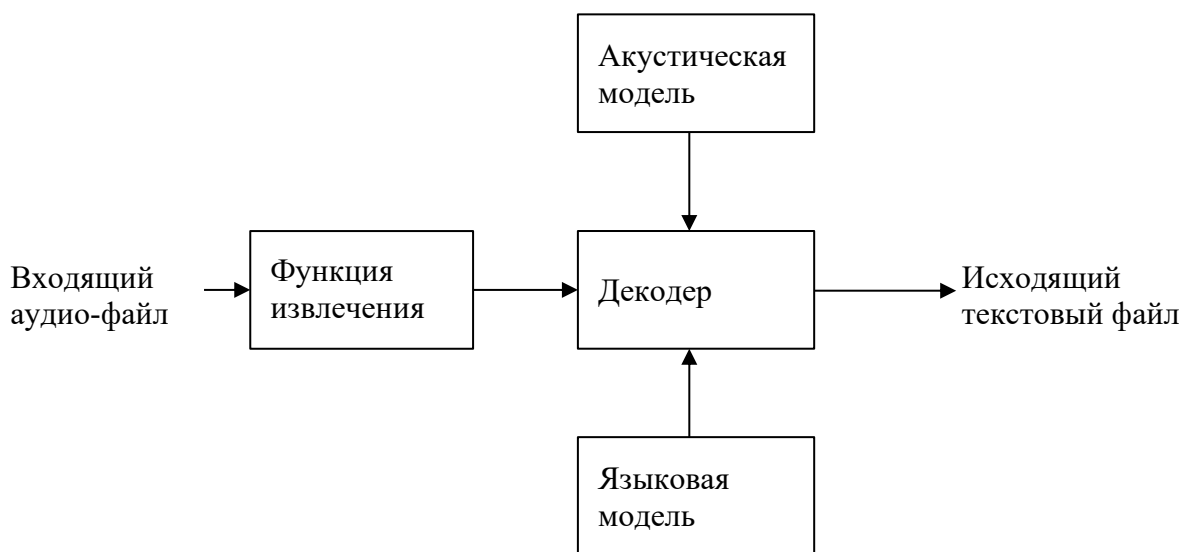 Акустическая
модель
Входящий
аудио-файл
Функция
извлечения
Декодер
Исходящий
текстовый файл
Языковая
модель